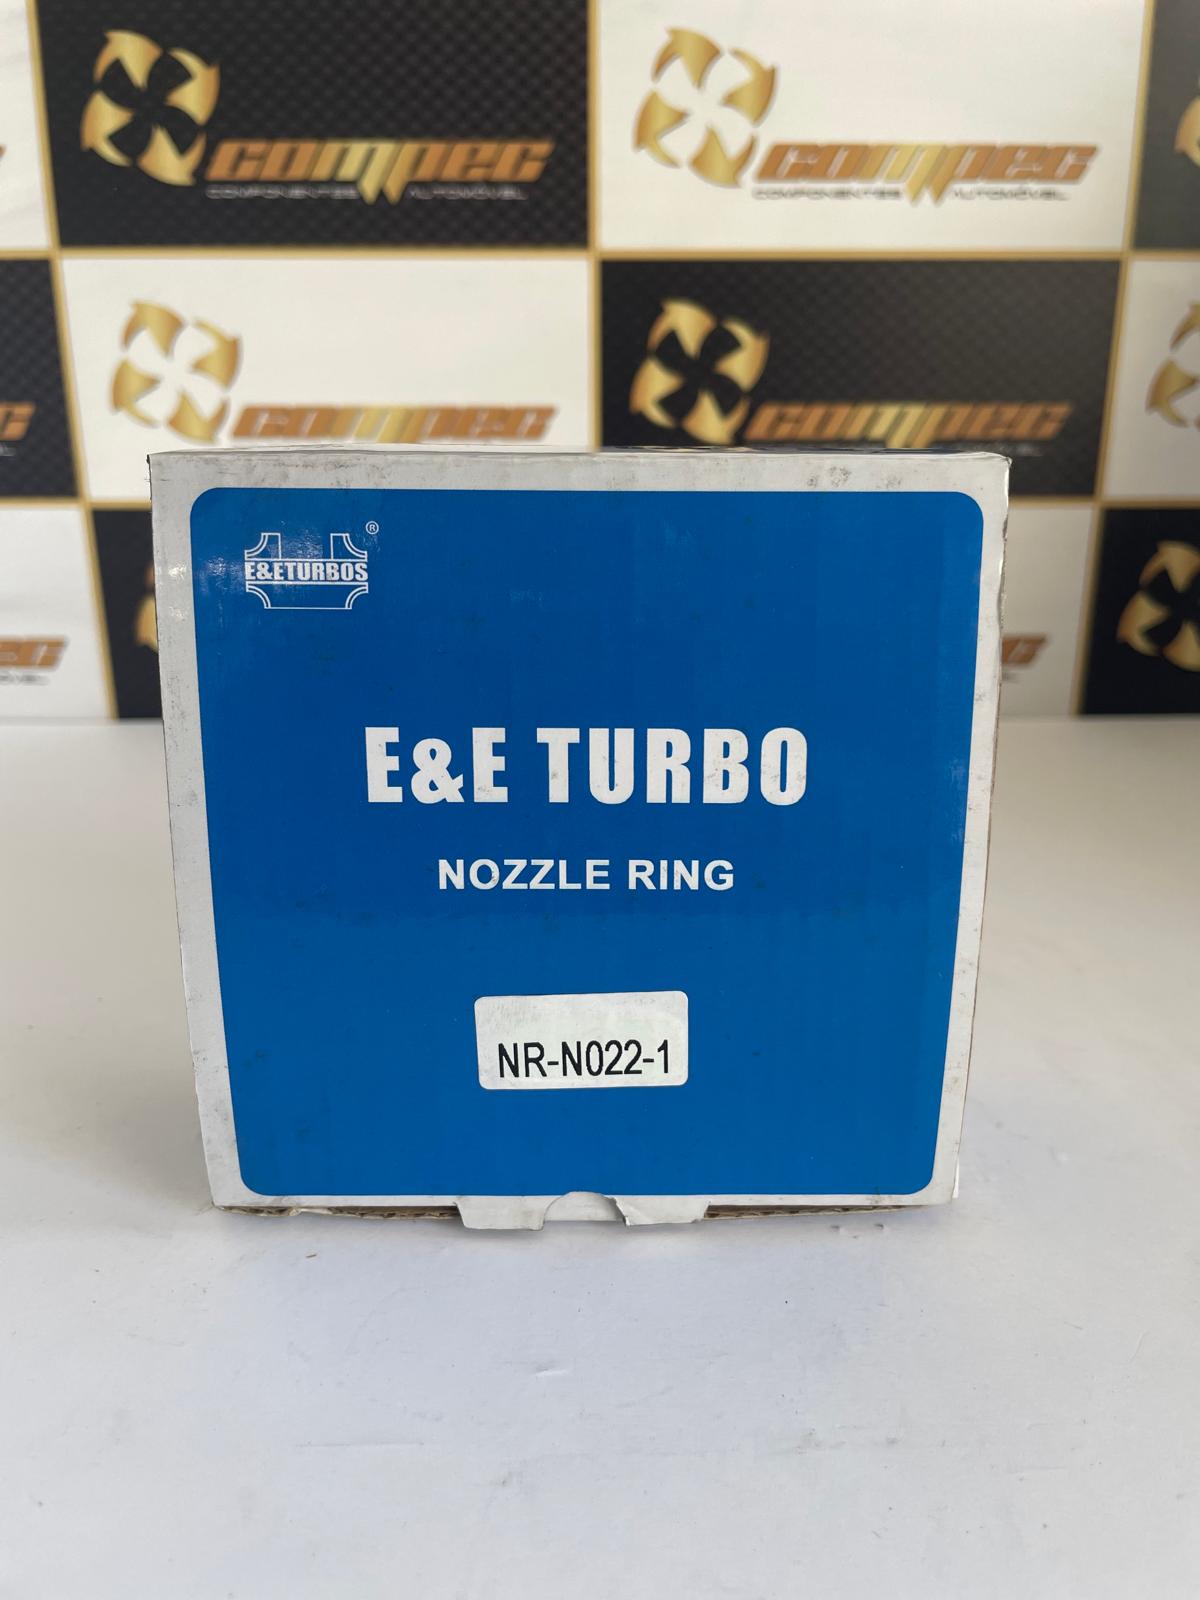 compec
COMPONENTES AUTOMÓVEL
compec
COMPONENTES AUTOMÓVEL
compec
compec
E&ETURBOS®
E&E TURBO
NOZZLE RING
NR-N022-1